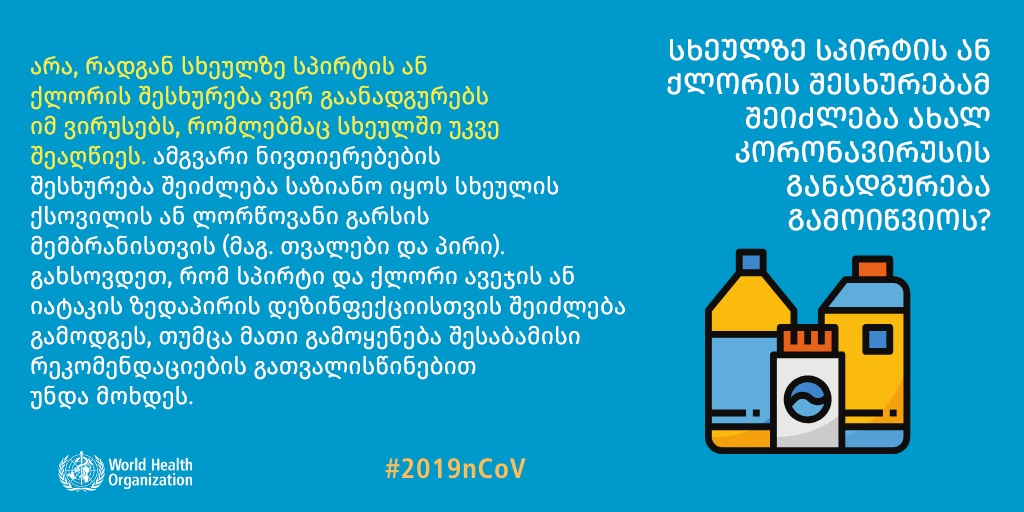 სხეულზე სპირტის ან
ქლორის შესხურებამ
შეიძლება ახალ
კორონავირუსის
განადგურება
გამოიწვიოს?
არა, რადგან სხეულზე სპირტის ან
ქლორის შესხურება ვერ გაანადგურებს
იმ ვირუსებს, რომლებმაც სხეულში უკვე
შეაღწიეს. ამგვარი ნივთიერებების
შესხურება შეიძლება საზიანო იყოს სხეულის
ქსოვილის ან ლორწოვანი გარსის
მემბრანისთვის (მაგ. თვალები და პირი).
გახსოვდეთ, რომ სპირტი და ქლორი ავეჯის ან
იატაკის ზედაპირის დეზინფექციისთვის შეიძლება
გამოდგეს, თუმცა მათი გამოყენება შესაბამისი
რეკომენდაციების გათვალისწინებით
უნდა მოხდეს.
World Health
Organization
#2019nCoV